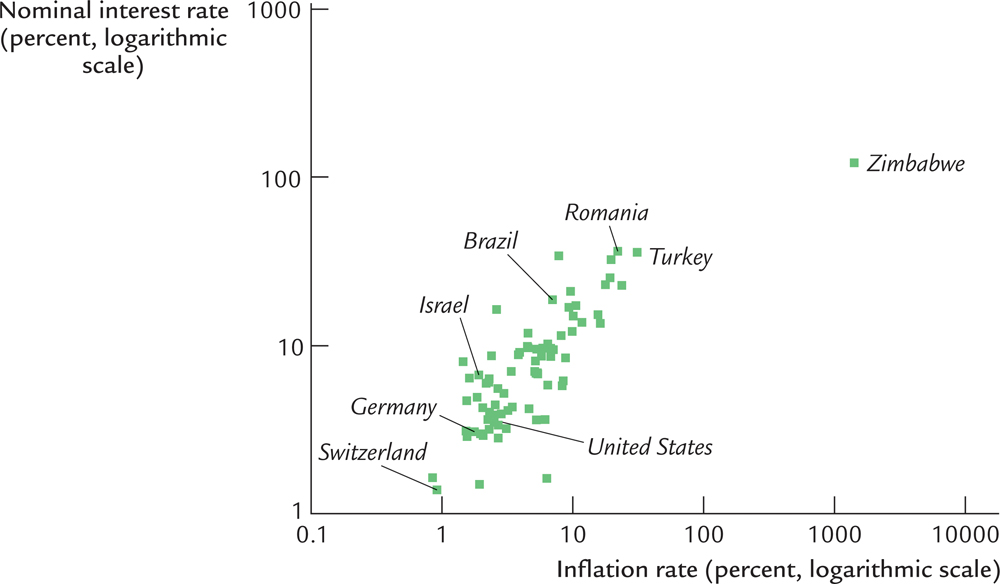 Nominal interest rate
(percent, logarithmic
scale)
1000
100
10
1
Zimbabwe
Romania
Turkey
Brazil
Israel
Germany
United States
Switzerland
0.1
1
10
100
1000
10000
Inflation rate (percent, logarithmic scale)